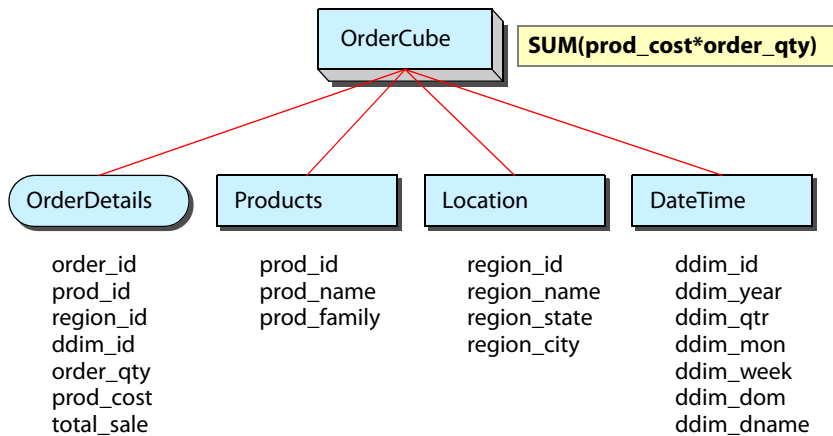 OrderCube
SUM(prod_cost*order_qty)
OrderDetails
Products
Location
DateTime
order_id
prod_id
region_id
ddim_id
order_qty
prod_cost
total_sale
prod_id
prod_name
prod_family
region_id
region_name
region_state
region_city
ddim_id
ddim_year
ddim_qtr
ddim_mon
ddim_week
ddim_dom
ddim_dname